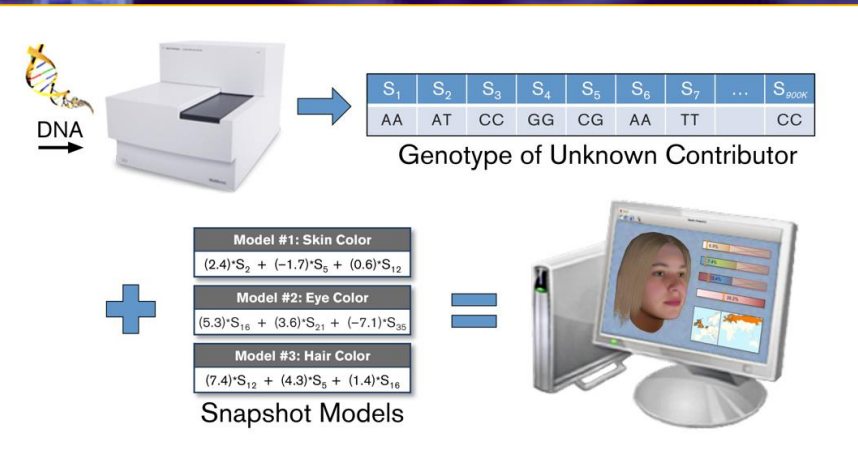 DNA
S₁ S₂ S₃ S₄ S₅ S₆ S₇ ... S₉₀₀ₖ
AA AT CC GG CG AA TT CC
Genotype of Unknown Contributor
Model #1: Skin Color
(2.4)*S₂ + (-1.7)*S₅ + (0.6)*S₁₂
Model #2: Eye Color
(5.3)*S₁₆ + (3.6)*S₂₁ + (-7.1)*S₃₅
Model #3: Hair Color
(7.4)*S₁₂ + (4.3)*S₅ + (1.4)*S₁₆
Snapshot Models